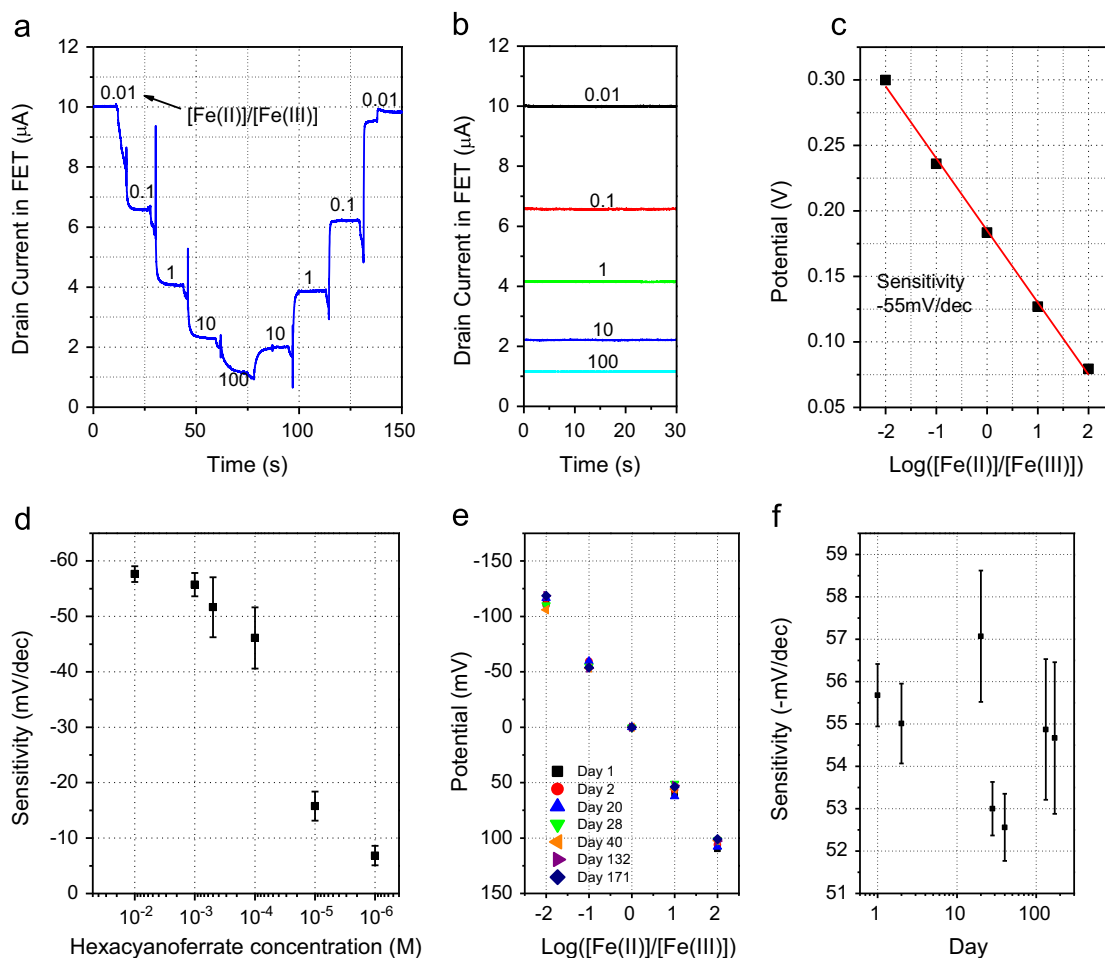 a
12
10
8
6
4
2
0
0.01
[Fe(II)]/[Fe(III)]
0.1
1
10
100
10
1
0.1
0.01
0
50
100
150
Drain Current in FET (μA)
Time (s)
b
12
10
8
6
4
2
0
0.01
0.1
1
10
100
0
10
20
30
Drain Current in FET (μA)
Time (s)
c
0.30
0.25
0.20
0.15
0.10
0.05
Sensitivity
-55mV/dec
-2
-1
0
1
2
Potential (V)
Log([Fe(II)]/[Fe(III)])
d
-60
-50
-40
-30
-20
-10
0
10⁻²
10⁻³
10⁻⁴
10⁻⁵
10⁻⁶
Sensitivity (mV/dec)
Hexacyanoferrate concentration (M)
e
-150
-100
-50
0
50
100
150
Day 1
Day 2
Day 20
Day 28
Day 40
Day 132
Day 171
-2
-1
0
1
2
Potential (mV)
Log([Fe(II)]/[Fe(III)])
f
59
58
57
56
55
54
53
52
51
1
10
100
Sensitivity (-mV/dec)
Day